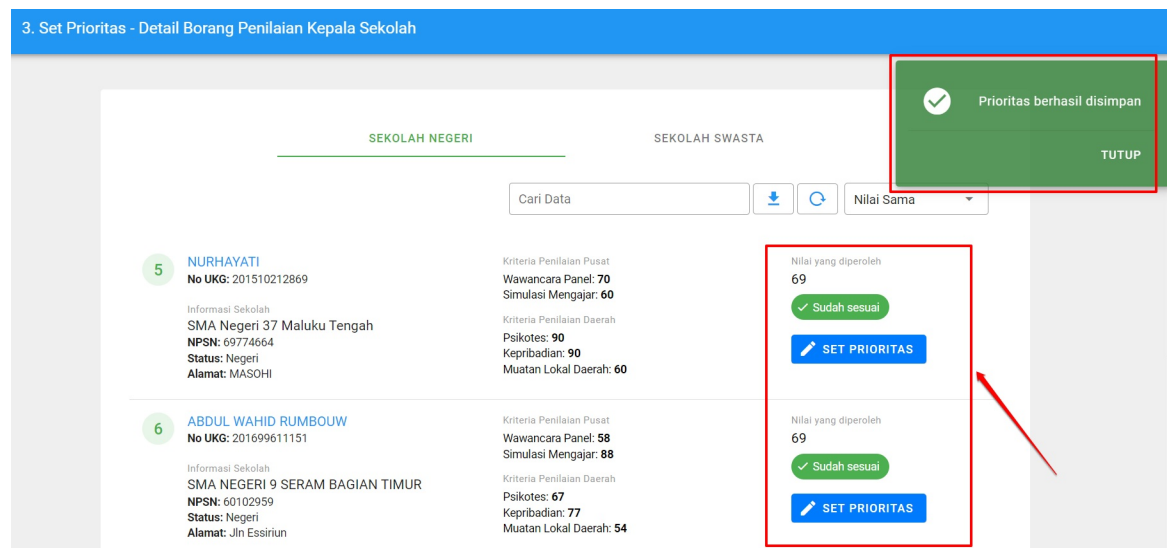 3. Set Prioritas - Detail Borang Penilaian Kepala Sekolah
Prioritas berhasil disimpan
TUTUP
SEKOLAH NEGERI
SEKOLAH SWASTA
Cari Data
Nilai Sama
5
NURHAYATI
No UKG: 201510212869
Informasi Sekolah
SMA Negeri 37 Maluku Tengah
NPSN: 69774664
Status: Negeri
Alamat: MASOHI
Kriteria Penilaian Pusat
Wawancara Panel: 70
Simulasi Mengajar: 60
Kriteria Penilaian Daerah
Psikotes: 90
Kepribadian: 90
Muatan Lokal Daerah: 60
Nilai yang diperoleh
69
Sudah sesuai
SET PRIORITAS
6
ABDUL WAHID RUMBOUW
No UKG: 201699611151
Informasi Sekolah
SMA NEGERI 9 SERAM BAGIAN TIMUR
NPSN: 60102959
Status: Negeri
Alamat: Jln Essiriun
Kriteria Penilaian Pusat
Wawancara Panel: 58
Simulasi Mengajar: 88
Kriteria Penilaian Daerah
Psikotes: 67
Kepribadian: 77
Muatan Lokal Daerah: 54
Nilai yang diperoleh
69
Sudah sesuai
SET PRIORITAS